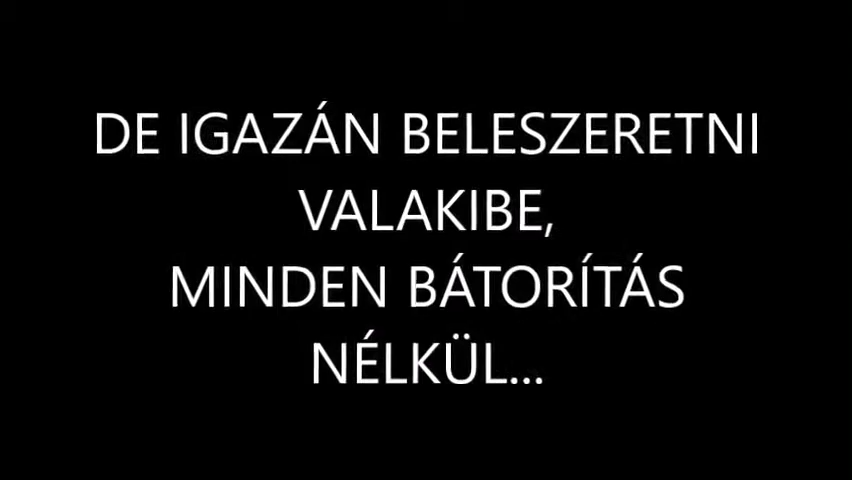 DE IGAZÁN BELESZERETNI
VALAKIBE,
MINDEN BÁTORÍTÁS
NÉLKÜL...